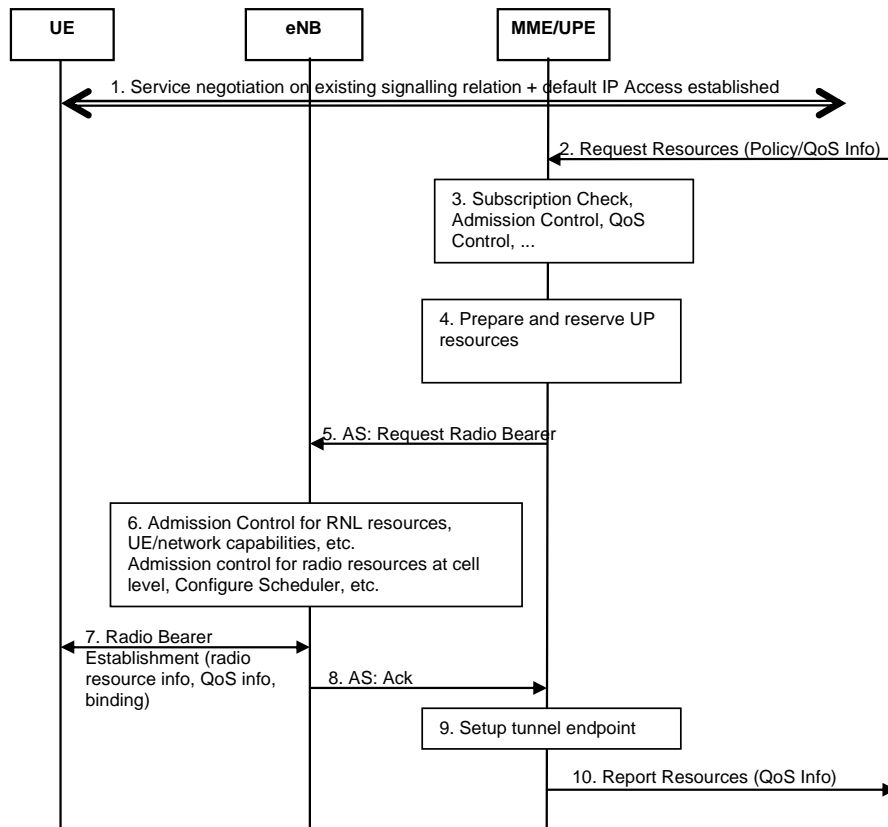 UE
eNB
MME/UPE
1. Service negotiation on existing signalling relation + default IP Access established
2. Request Resources (Policy/QoS Info)
3. Subscription Check,
Admission Control, QoS
Control, ...
4. Prepare and reserve UP
resources
5. AS: Request Radio Bearer
6. Admission Control for RNL resources,
UE/network capabilities, etc.
Admission control for radio resources at cell
level, Configure Scheduler, etc.
7. Radio Bearer
Establishment (radio
resource info, QoS info,
binding)
8. AS: Ack
9. Setup tunnel endpoint
10. Report Resources (QoS Info)